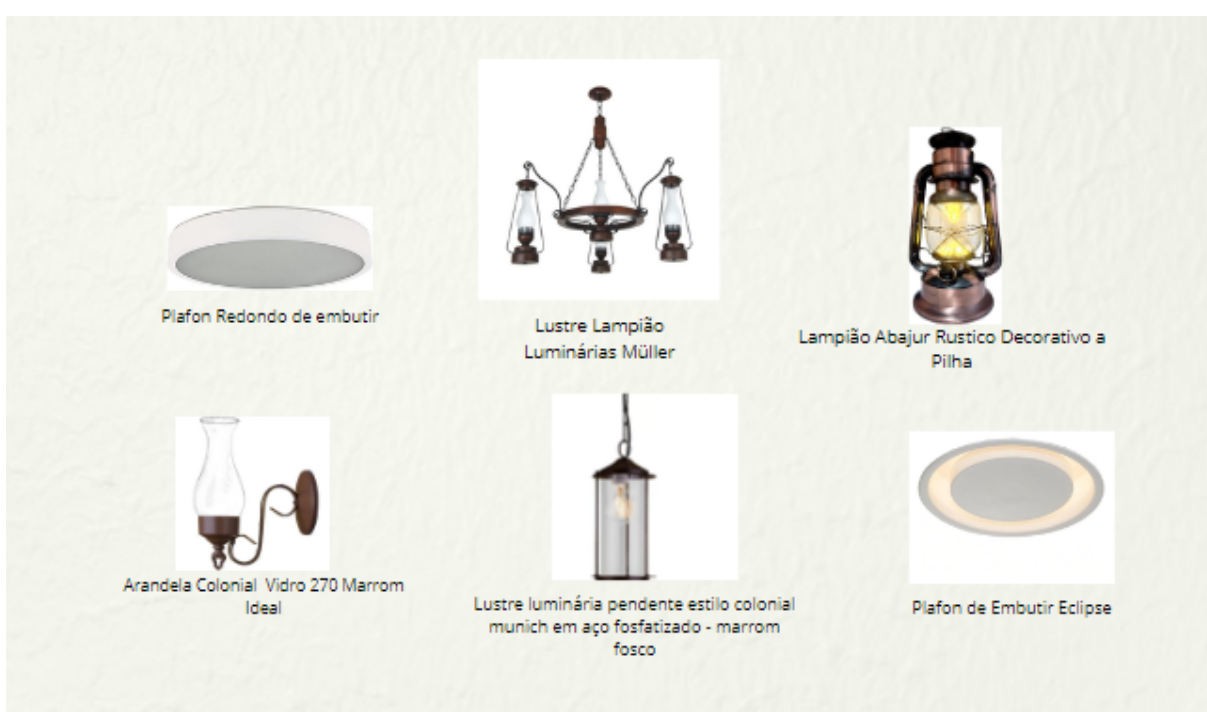 Plafon Redondo de embutir
Lustre Lampião
Luminárias Müller
Lampião Abajur Rustico Decorativo a
Pilha
Arandela Colonial Vidro 270 Marrom
Ideal
Lustre luminária pendente estilo colonial
munich em aço fosfatizado - marrom
fosco
Plafon de Embutir Eclipse